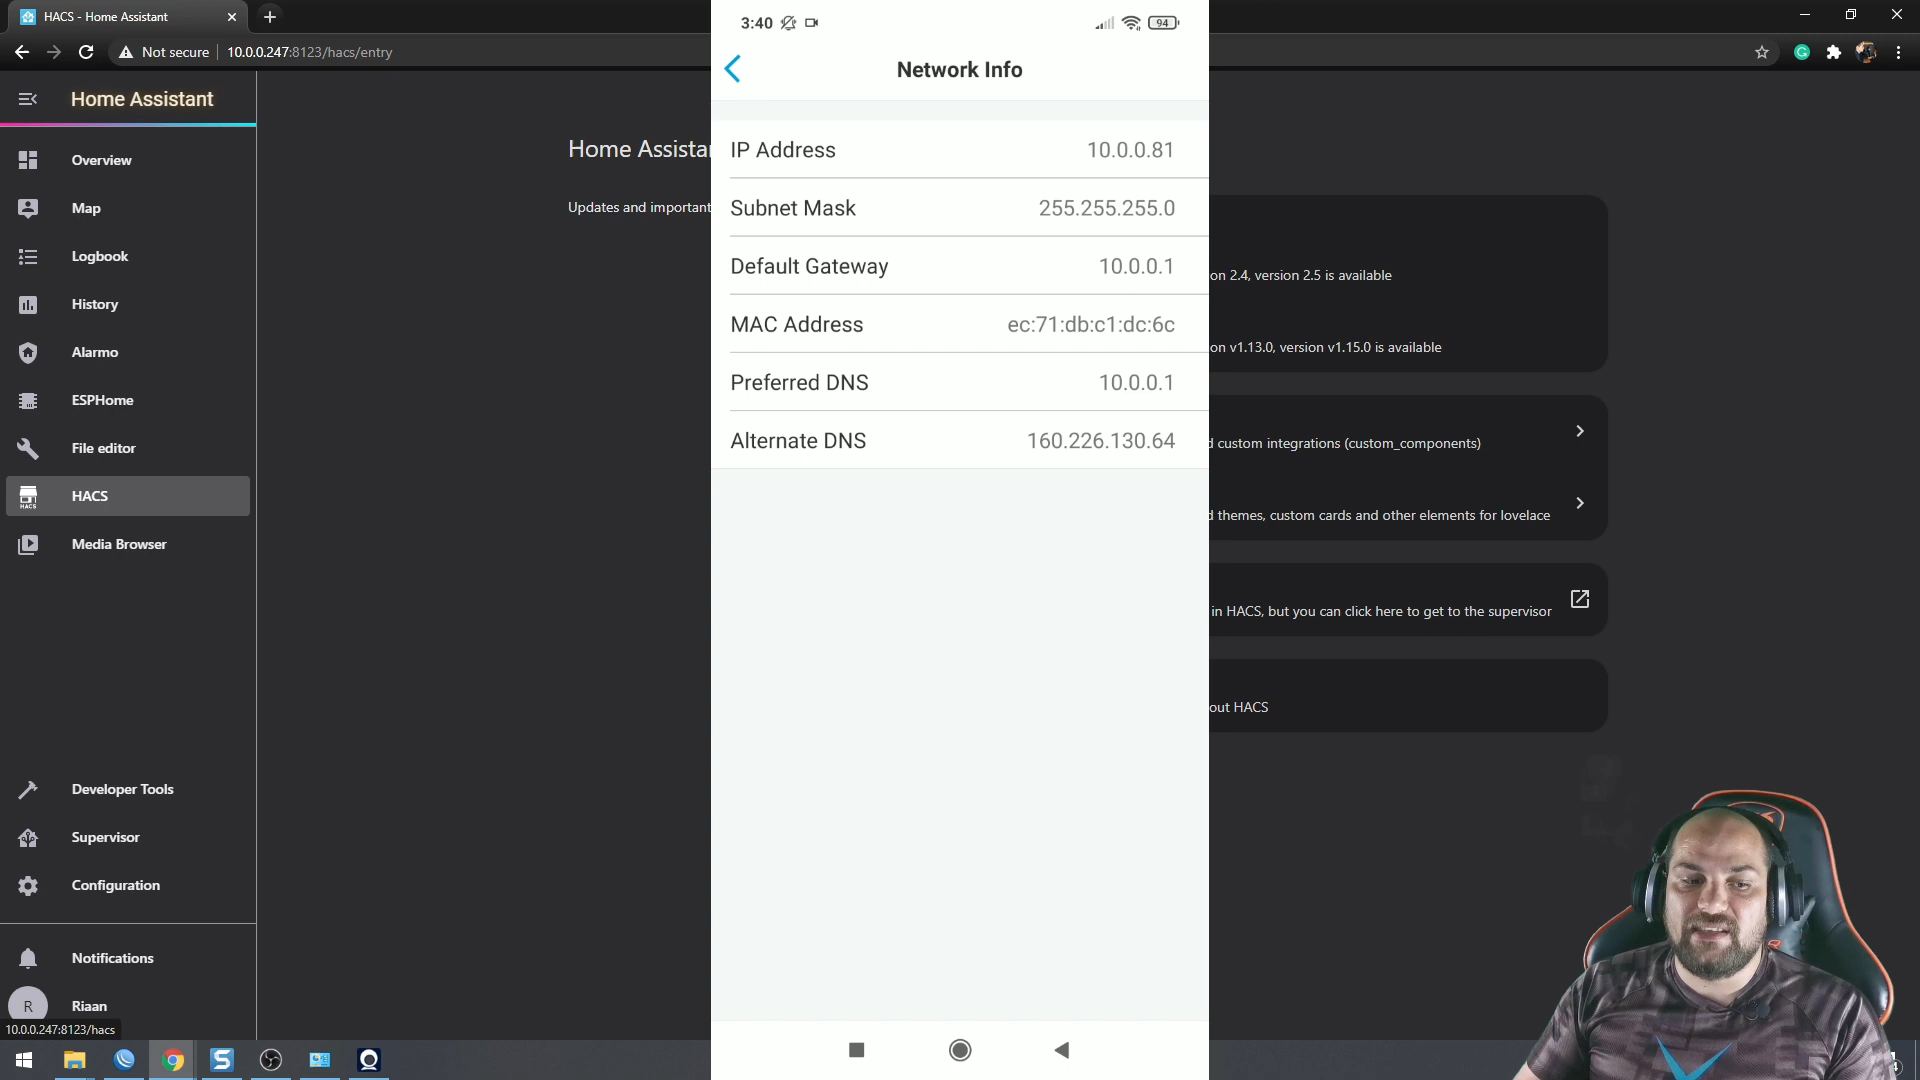 HACS - Home Assistant
Not secure
10.0.0.247:8123/hacs/entry
Home Assistant
Overview
Map
Logbook
History
Alarmo
ESPHome
File editor
HACS
Media Browser
Developer Tools
Supervisor
Configuration
Notifications
R
Riaan
10.0.0.247:8123/hacs
Home Assista
Updates and important
3:40
94
Network Info
IP Address
10.0.0.81
Subnet Mask
255.255.255.0
Default Gateway
10.0.0.1
MAC Address
ec:71:db:c1:dc:6c
Preferred DNS
10.0.0.1
Alternate DNS
160.226.130.64
on 2.4, version 2.5 is available
on v1.13.0, version v1.15.0 is available
d custom integrations (custom_components)
d themes, custom cards and other elements for lovelace
in HACS, but you can click here to get to the supervisor
out HACS